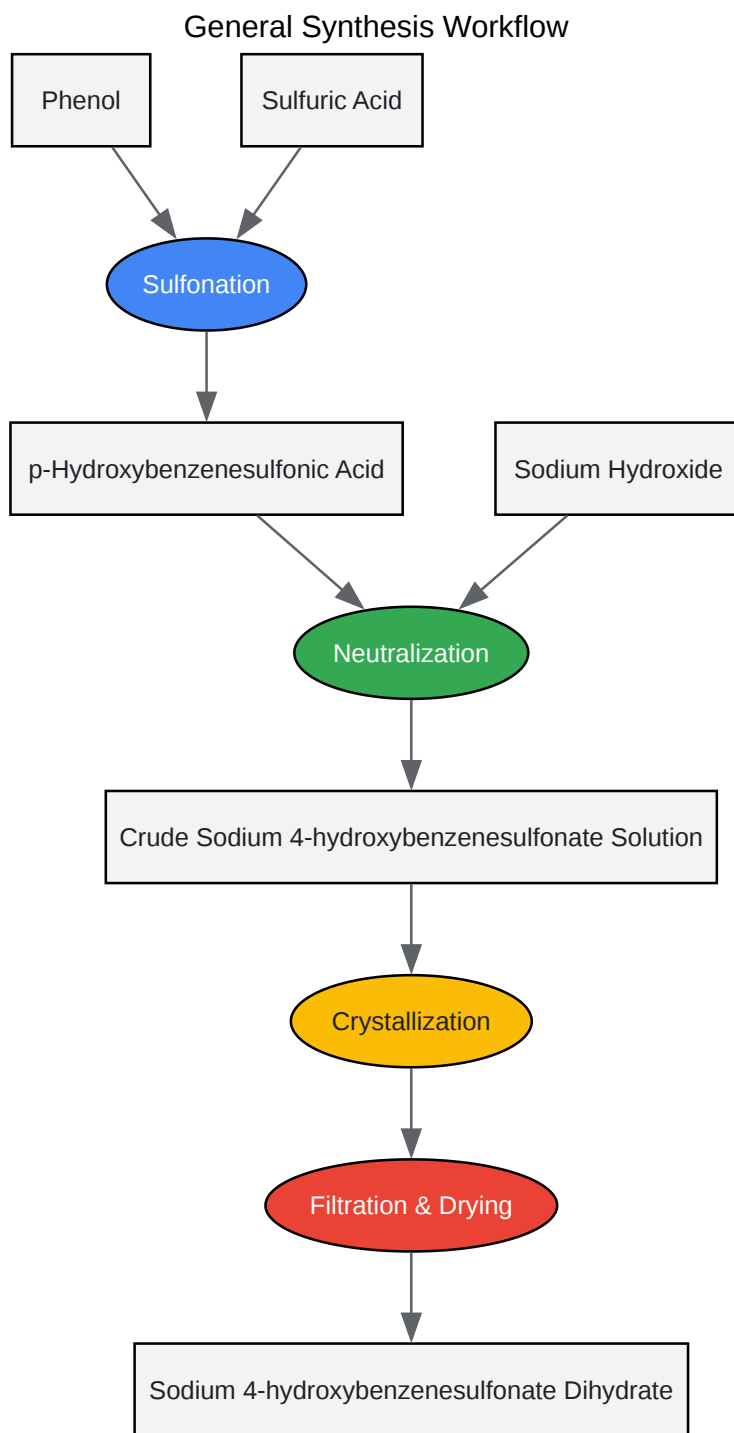 General Synthesis Workflow
Phenol
Sulfuric Acid
Sulfonation
p-Hydroxybenzenesulfonic Acid
Sodium Hydroxide
Neutralization
Crude Sodium 4-hydroxybenzenesulfonate Solution
Crystallization
Filtration & Drying
Sodium 4-hydroxybenzenesulfonate Dihydrate